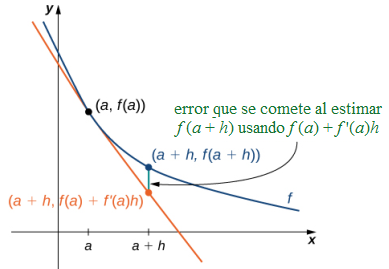 y
(a, f(a))
error que se comete al estimar
f(a + h) usando f(a) + f'(a)h
(a + h, f(a + h))
(a + h, f(a) + f'(a)h)
f
x
a
a + h